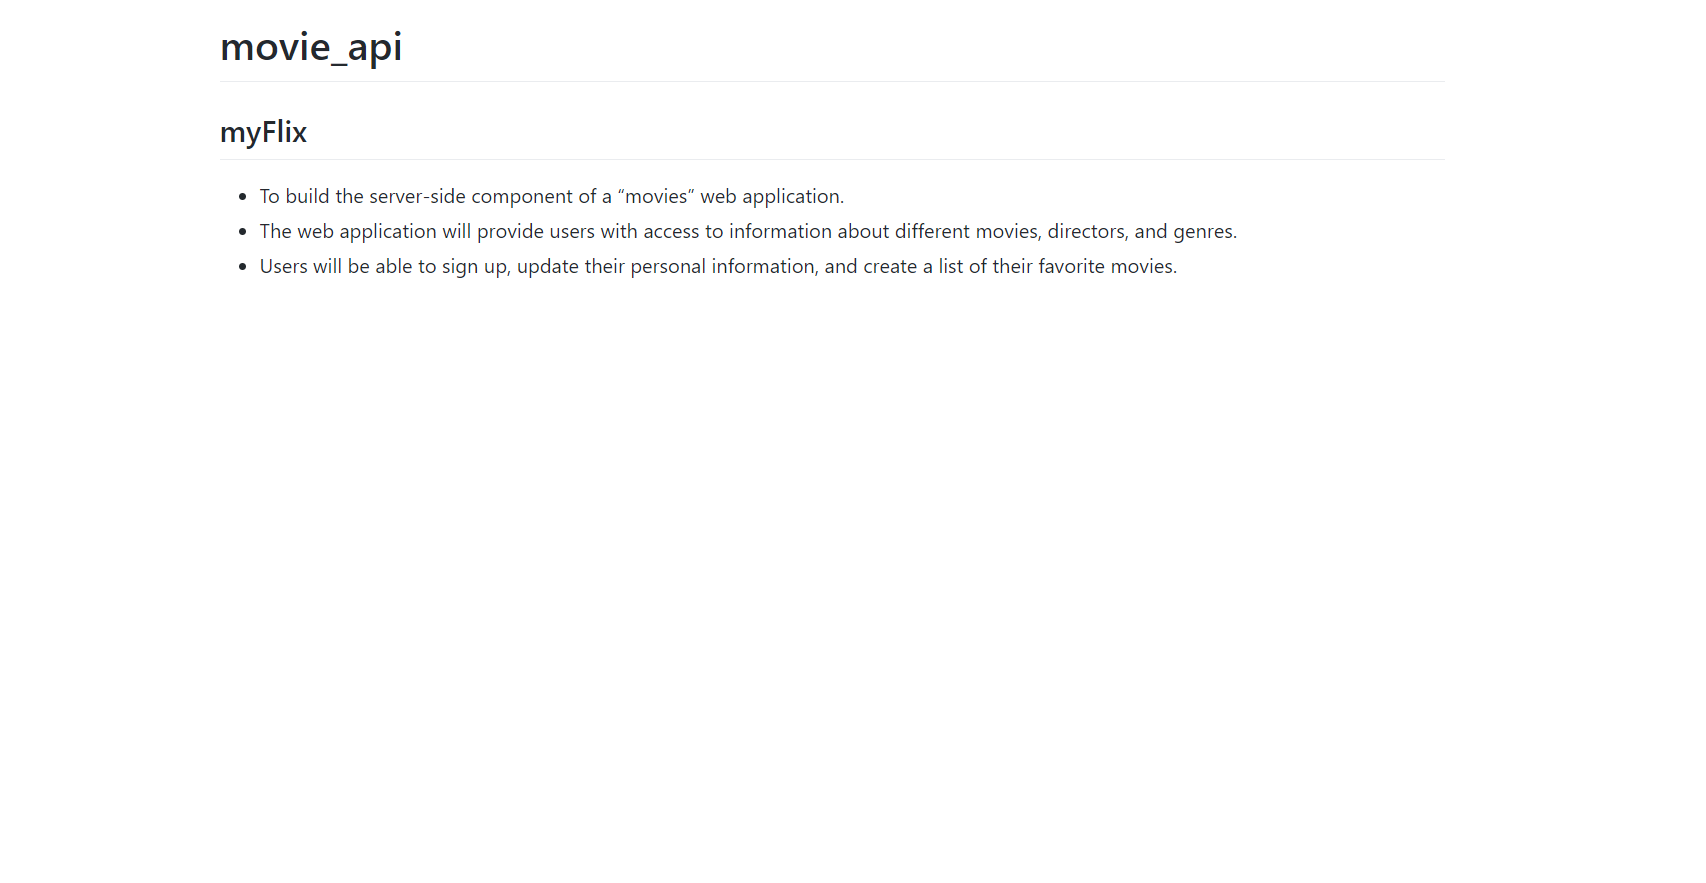 movie_api
myFlix
To build the server-side component of a “movies” web application.
The web application will provide users with access to information about different movies, directors, and genres.
Users will be able to sign up, update their personal information, and create a list of their favorite movies.